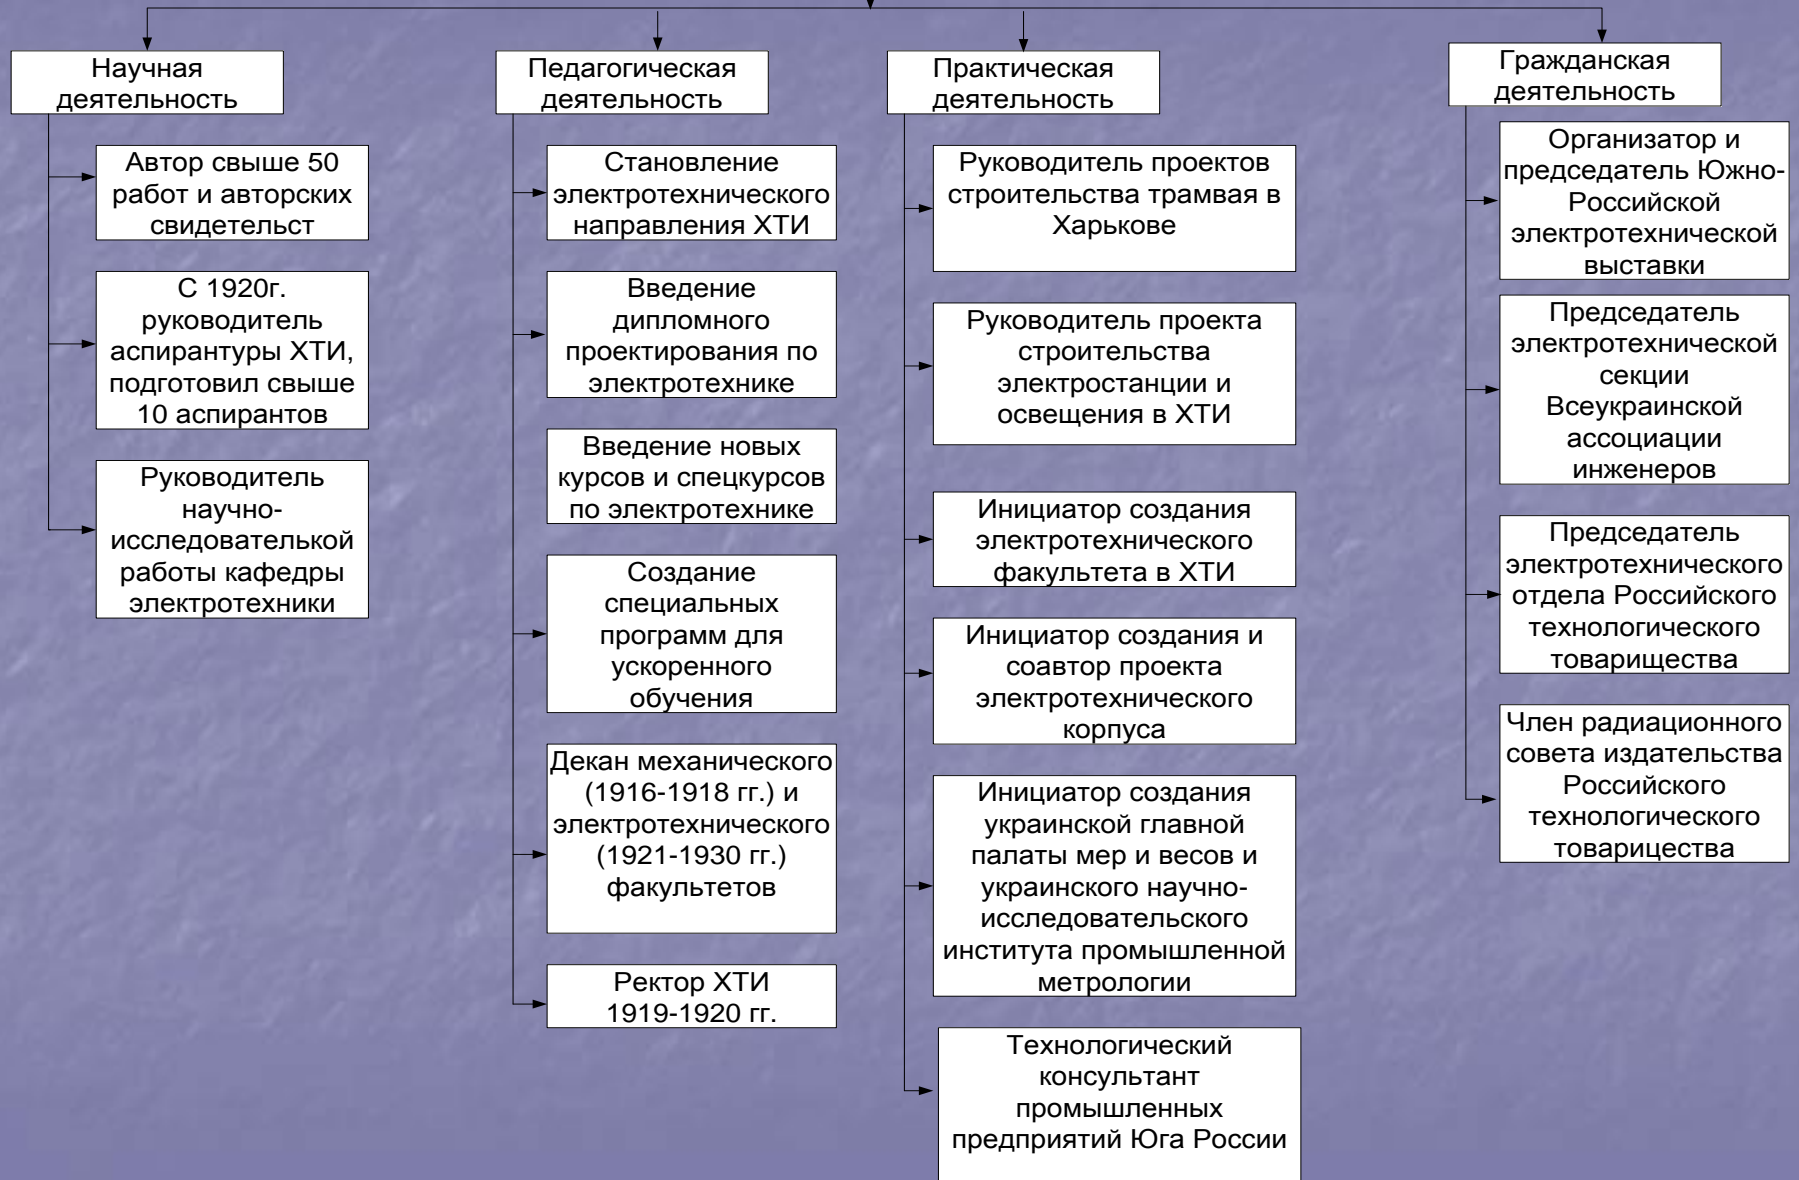 Научная
деятельность
Автор свыше 50
работ и авторских
свидетельст
С 1920г.
руководитель
аспирантуры ХТИ,
подготовил свыше
10 аспирантов
Руководитель
научно-
исследователькой
работы кафедры
электротехники
Педагогическая
деятельность
Становление
электротехнического
направления ХТИ
Введение
дипломного
проектирования по
электротехнике
Введение новых
курсов и спецкурсов
по электротехнике
Создание
специальных
программ для
ускоренного
обучения
Декан механического
(1916-1918 гг.) и
электротехнического
(1921-1930 гг.)
факультетов
Ректор ХТИ
1919-1920 гг.
Практическая
деятельность
Руководитель проектов
строительства трамвая в
Харькове
Руководитель проекта
строительства
электростанции и
освещения в ХТИ
Инициатор создания
электротехнического
факультета в ХТИ
Инициатор создания и
соавтор проекта
электротехнического
корпуса
Инициатор создания
украинской главной
палаты мер и весов и
украинского научно-
исследовательского
института промышленной
метрологии
Технологический
консультант
промышленных
предприятий Юга России
Гражданская
деятельность
Организатор и
председатель Южно-
Российской
электротехнической
выставки
Председатель
электротехнической
секции
Всеукраинской
ассоциации
инженеров
Председатель
электротехнического
отдела Российского
технологического
товарищества
Член радиационного
совета издательства
Российского
технологического
товарицества